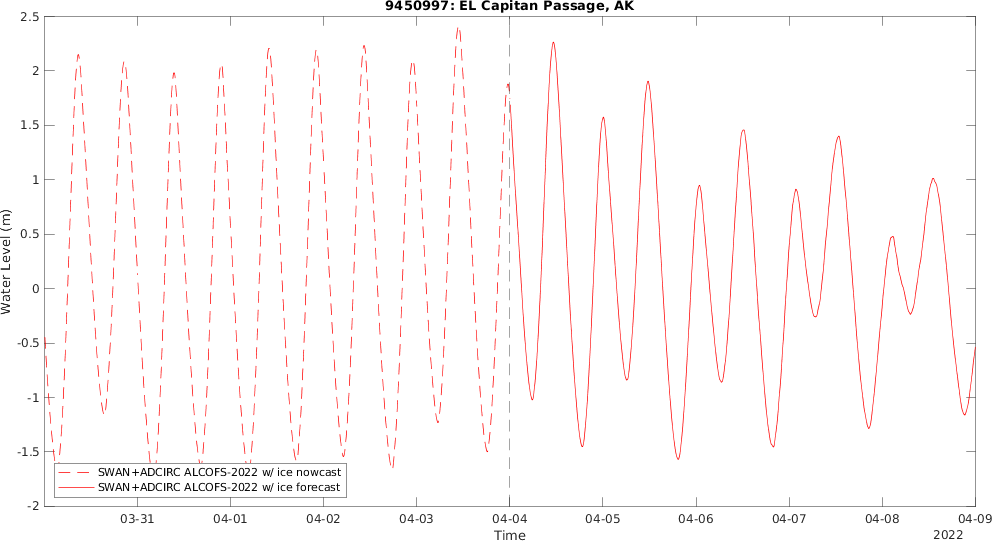 9450997: EL Capitan Passage, AK
2.5
2
1.5
1
0.5
0
-0.5
-1
-1.5
-2
Water Level (m)
SWAN+ADCIRC ALCOFS-2022 w/ ice nowcast
SWAN+ADCIRC ALCOFS-2022 w/ ice forecast
03-31 04-01 04-02 04-03 04-04 04-05 04-06 04-07 04-08 04-09
Time
2022